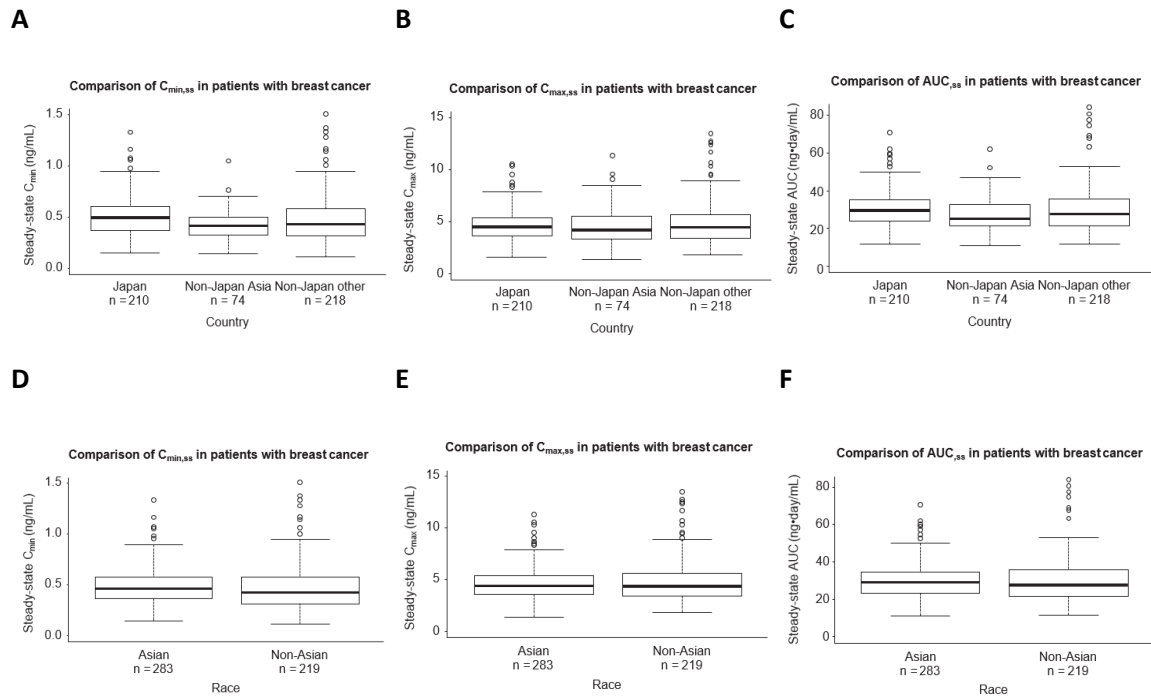 A
Comparison of Cmin,ss in patients with breast cancer
Steady-state Cmin (ng/mL)
1.5
1.0
0.5
0.0
Japan
n = 210
Non-Japan Asia
n = 74
Non-Japan other
n = 218
Country
B
Comparison of Cmax,ss in patients with breast cancer
Steady-state Cmax (ng/mL)
15
10
5
0
Japan
n = 210
Non-Japan Asia
n = 74
Non-Japan other
n = 218
Country
C
Comparison of AUC,ss in patients with breast cancer
Steady-state AUC (ng•day/mL)
80
60
40
20
0
Japan
n = 210
Non-Japan Asia
n = 74
Non-Japan other
n = 218
Country
D
Comparison of Cmin,ss in patients with breast cancer
Steady-state Cmin (ng/mL)
1.5
1.0
0.5
0.0
Asian
n = 283
Non-Asian
n = 219
Race
E
Comparison of Cmax,ss in patients with breast cancer
Steady-state Cmax (ng/mL)
15
10
5
0
Asian
n = 283
Non-Asian
n = 219
Race
F
Comparison of AUC,ss in patients with breast cancer
Steady-state AUC (ng•day/mL)
80
60
40
20
0
Asian
n = 283
Non-Asian
n = 219
Race